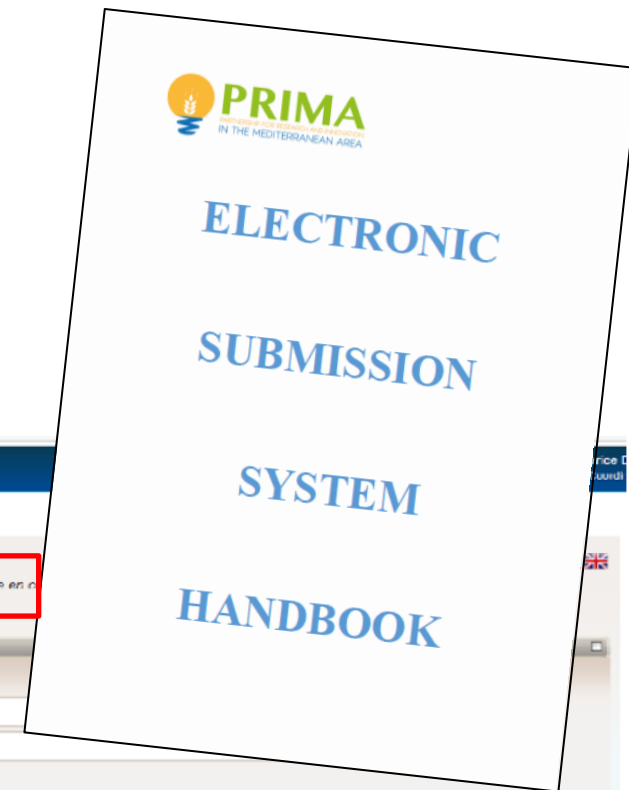 PRIMA
PARTNERSHIP FOR RESEARCH AND INNOVATION
IN THE MEDITERRANEAN AREA
ELECTRONIC
SUBMISSION
SYSTEM
HANDBOOK